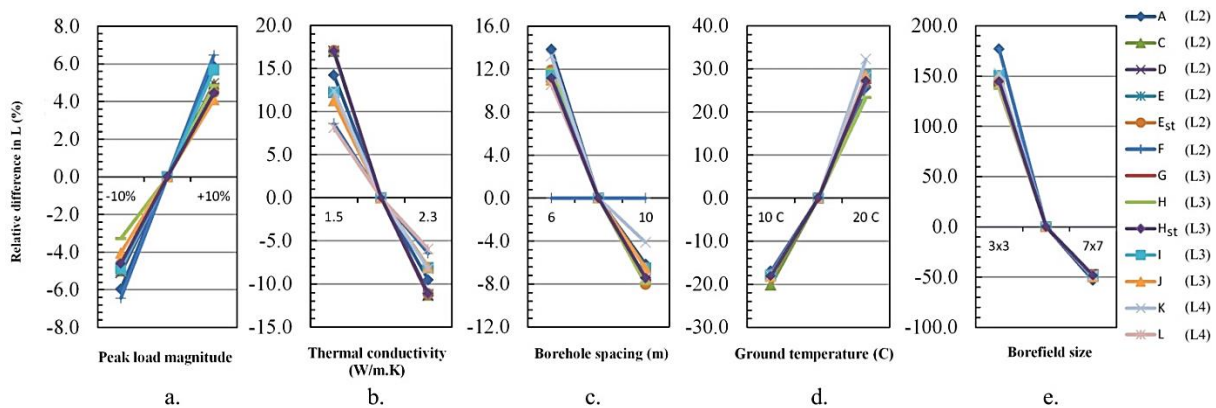 Relative difference in L (%)
8.0
6.0
4.0
2.0
0.0
-2.0
-4.0
-6.0
-8.0
-10%
+10%
Peak load magnitude
a.
20.0
15.0
10.0
5.0
0.0
-5.0
-10.0
-15.0
1.5
2.3
Thermal conductivity
(W/m.K)
b.
16.0
12.0
8.0
4.0
0.0
-4.0
-8.0
-12.0
6
10
Borehole spacing (m)
c.
40.0
30.0
20.0
10.0
0.0
-10.0
-20.0
-30.0
10 C
20 C
Ground temperature (C)
d.
200.0
150.0
100.0
50.0
0.0
-50.0
-100.0
3x3
7x7
Borefield size
e.
A (L2)
C (L2)
D (L2)
E (L2)
Est (L2)
F (L2)
G (L3)
H (L3)
Hst (L3)
I (L3)
J (L3)
K (L4)
L (L4)